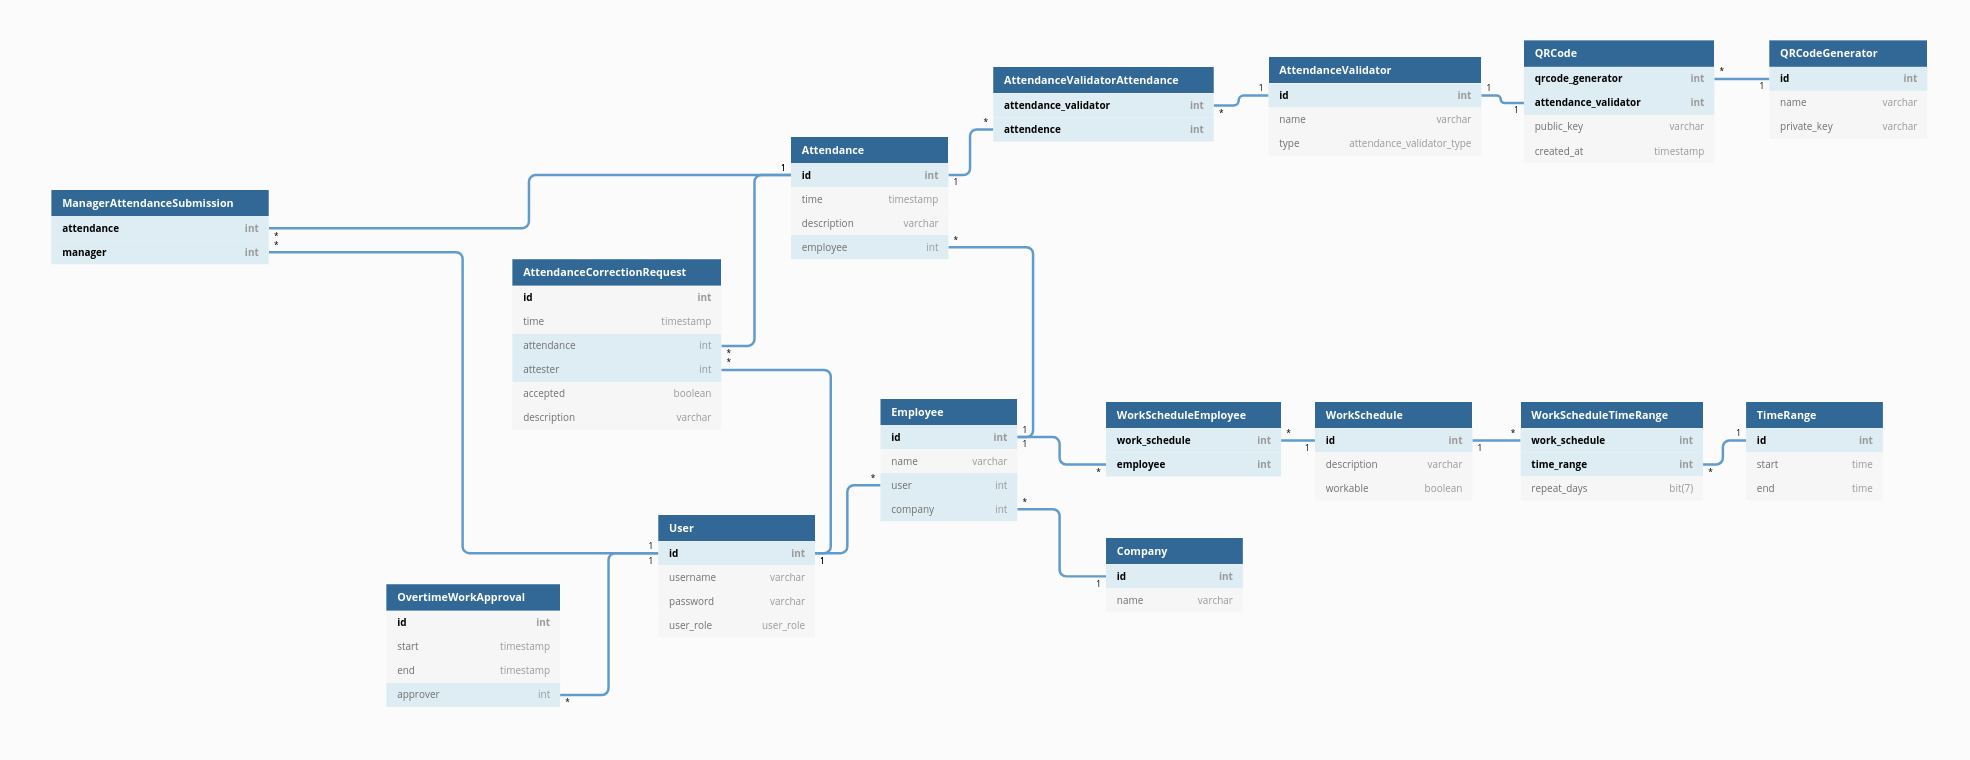 ManagerAttendanceSubmission
attendance int
*
*
manager int
AttendanceCorrectionRequest
id int
time timestamp
attendance int
*
*
attester int
accepted boolean
description varchar
OvertimeWorkApproval
id int
start timestamp
end timestamp
approver int
*
User
1
1
id int
1
username varchar
password varchar
user_role user_role
Attendance
1
id int
1
time timestamp
description varchar
employee int
*
Employee
id int
1
1
name varchar
*
user int
company int
*
AttendanceValidatorAttendance
attendance_validator int
*
*
attendence int
AttendanceValidator
1
id int
1
name varchar
type attendance_validator_type
QRCode
qrcode_generator int
*
1
attendance_validator int
public_key varchar
created_at timestamp
QRCodeGenerator
1
id int
name varchar
private_key varchar
WorkScheduleEmployee
work_schedule int
*
*
employee int
WorkSchedule
1
id int
1
description varchar
workable boolean
WorkScheduleTimeRange
*
work_schedule int
time_range int
*
repeat_days bit(7)
TimeRange
1
id int
start time
end time
Company
1
id int
name varchar